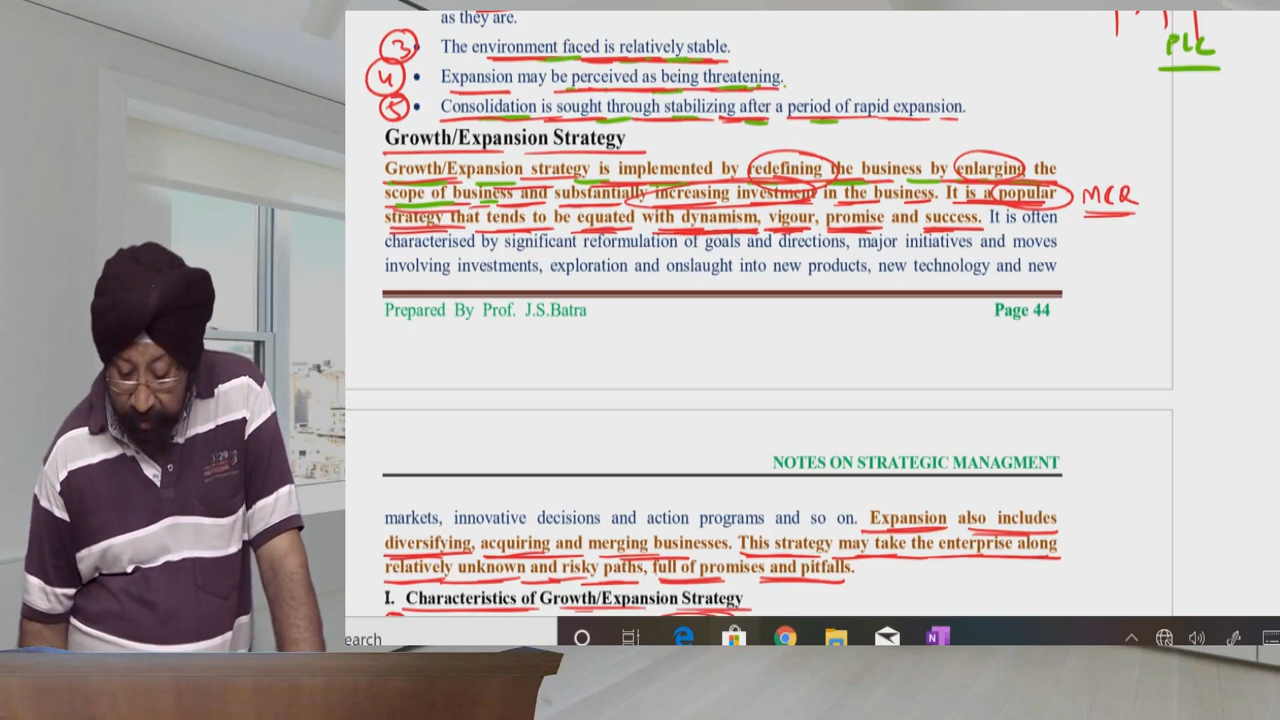 as they are.
PLC
3 • The environment faced is relatively stable.
4 • Expansion may be perceived as being threatening.
5 • Consolidation is sought through stabilizing after a period of rapid expansion.
Growth/Expansion Strategy
Growth/Expansion strategy is implemented by redefining the business by enlarging the
scope of business and substantially increasing investment in the business. It is a popular MCQ
strategy that tends to be equated with dynamism, vigour, promise and success. It is often
characterised by significant reformulation of goals and directions, major initiatives and moves
involving investments, exploration and onslaught into new products, new technology and new
Prepared By Prof. J.S.Batra Page 44
NOTES ON STRATEGIC MANAGMENT
markets, innovative decisions and action programs and so on. Expansion also includes
diversifying, acquiring and merging businesses. This strategy may take the enterprise along
relatively unknown and risky paths, full of promises and pitfalls.
I. Characteristics of Growth/Expansion Strategy
earch